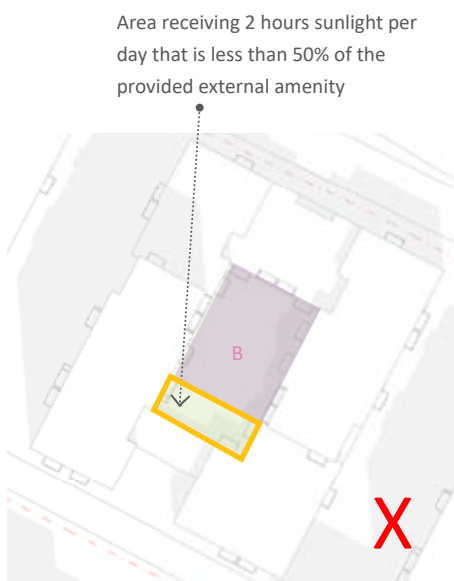 Area receiving 2 hours sunlight per
day that is less than 50% of the
provided external amenity
B
X